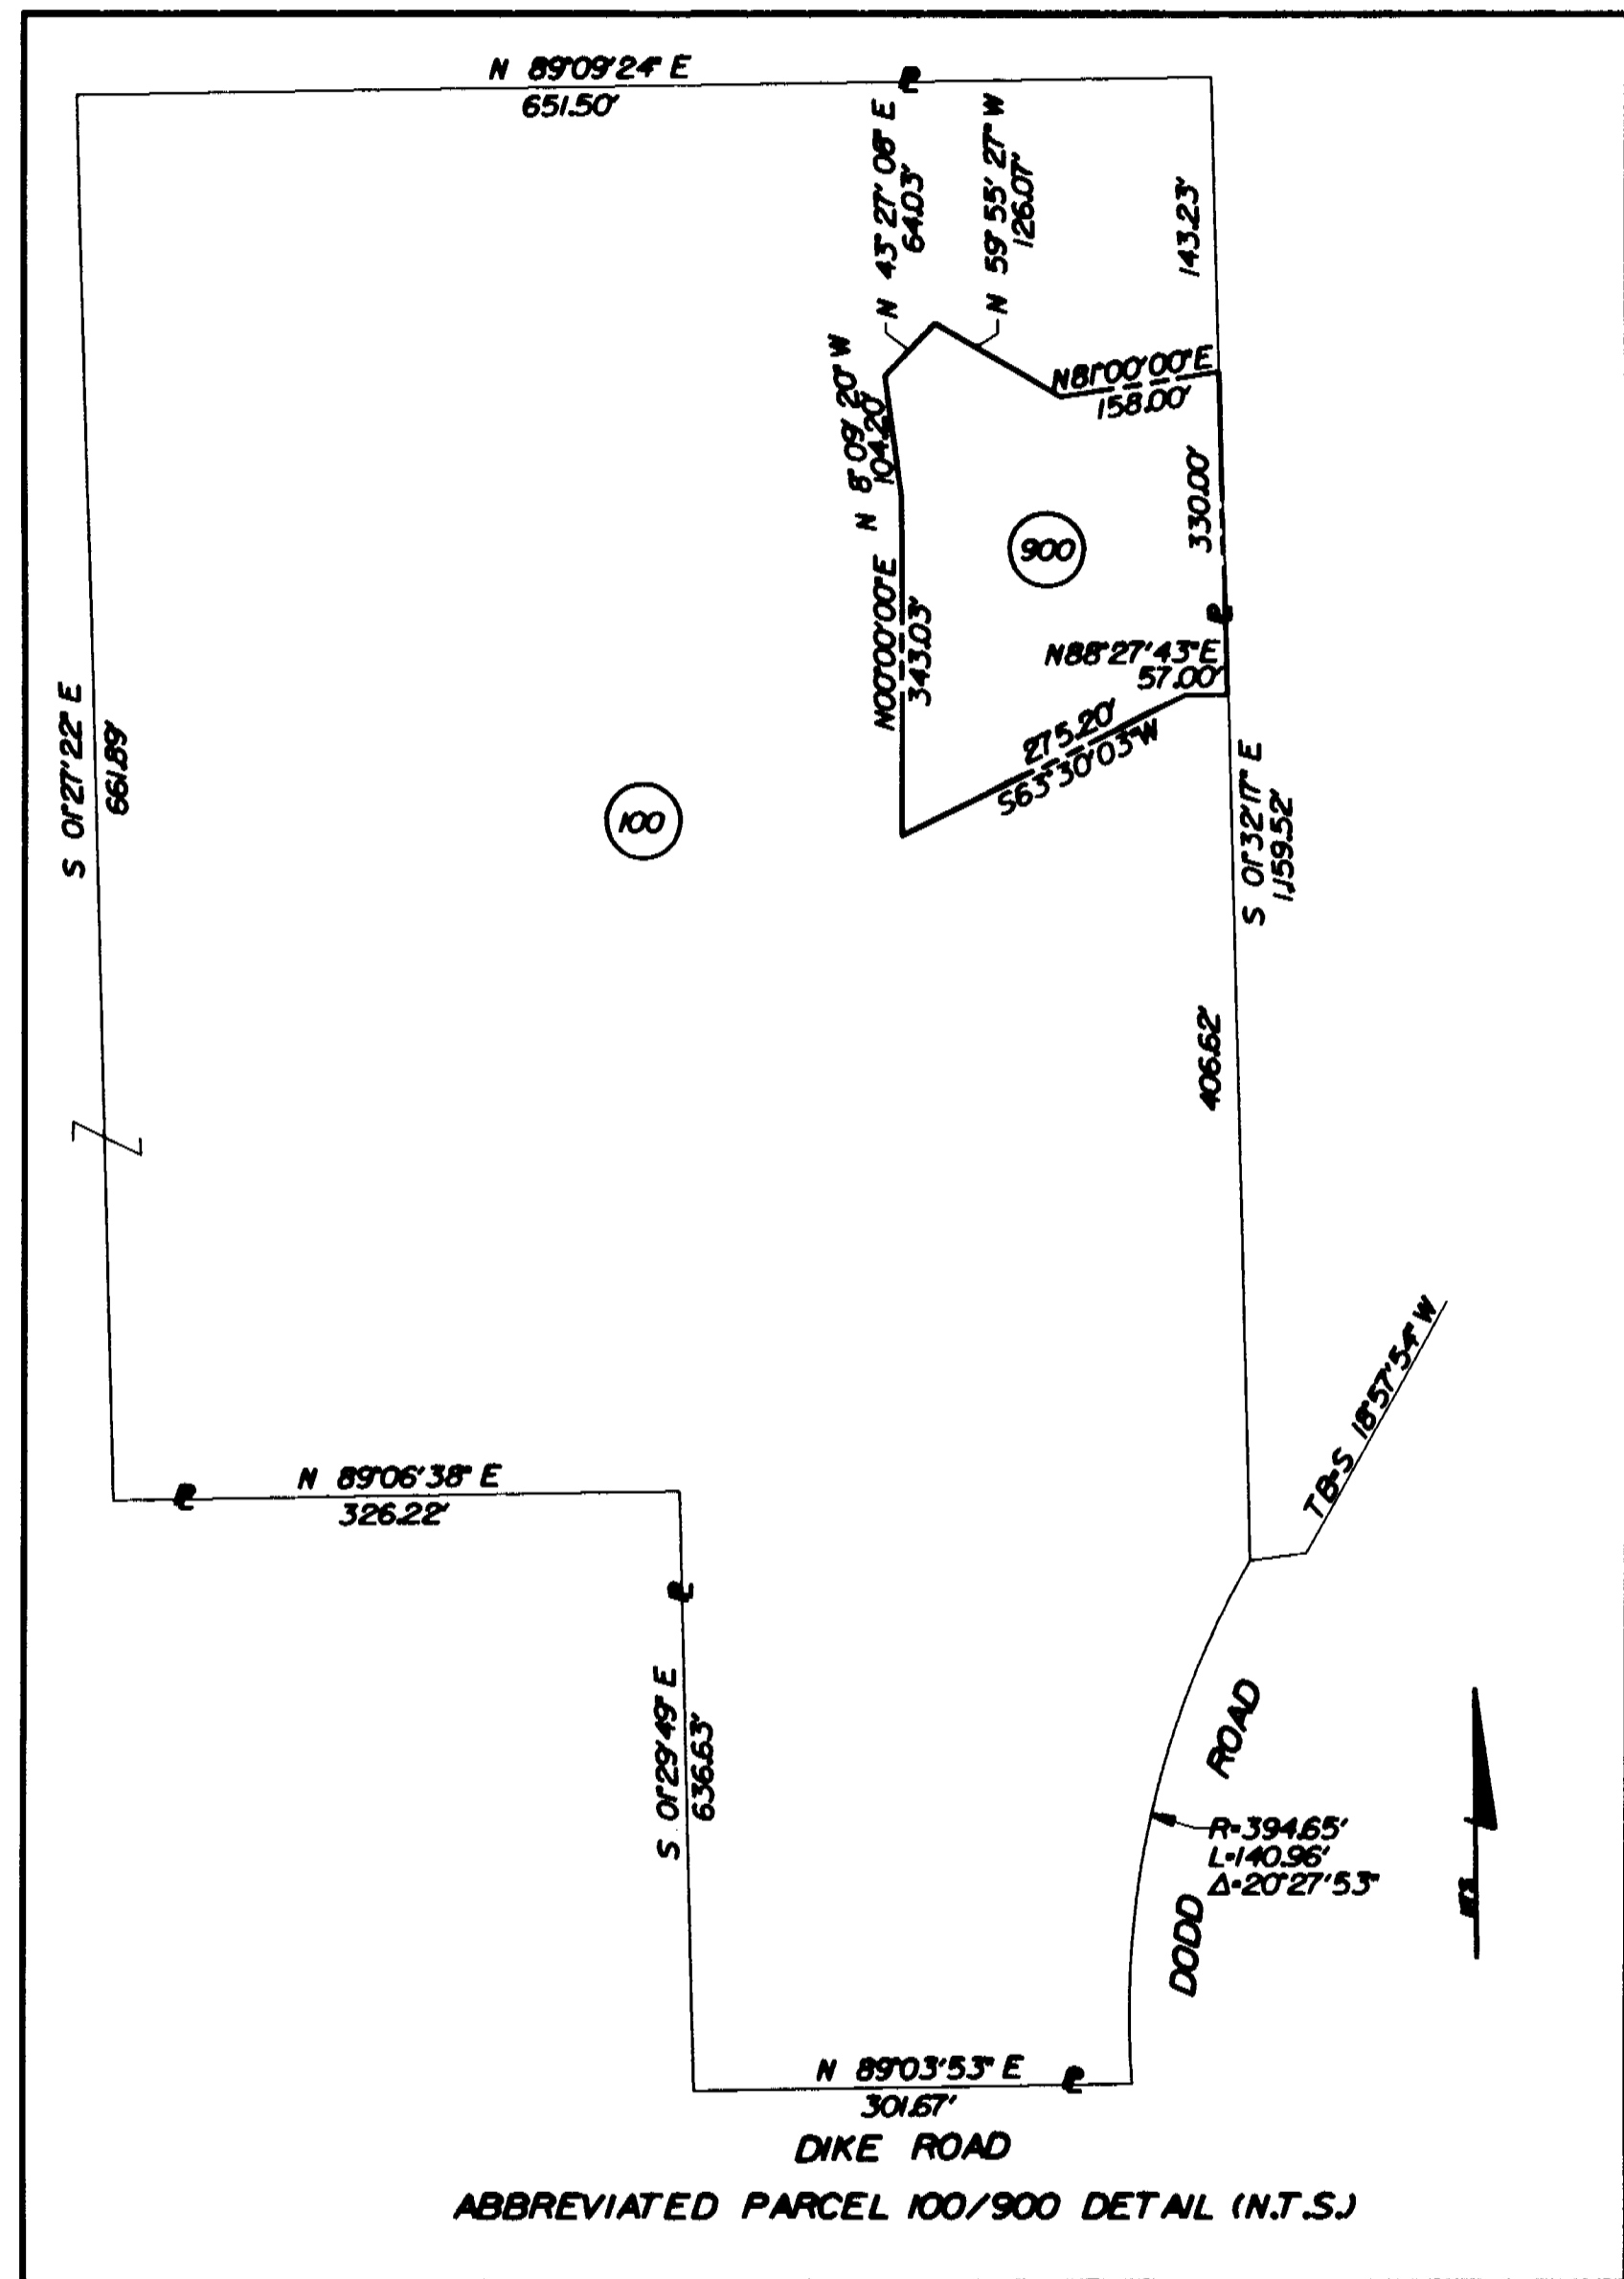 N 89°09'24" E
651.50'
N 43° 27' 08" E
64.03'
N 59° 55' 27" W
126.07'
143.23'
N 8° 09' 20" W
104.20'
N81°00'00"E
158.00'
330.00'
900
N00°00'00"E
343.03'
N88°27'43"E
57.00'
275.20'
S63°30'03"W
S 01°27'22" E
661.89'
100
S 01°32'17" E
1,159.52'
406.62'
TB=S 18°57'54" W
N 89°06'38" E
326.22'
S 01°29'49" E
636.63'
DODD ROAD
R=394.65'
L=140.96'
Δ=20°27'53"
N 89°03'53" E
301.67'
DIKE ROAD
ABBREVIATED PARCEL 100/900 DETAIL (N.T.S.)